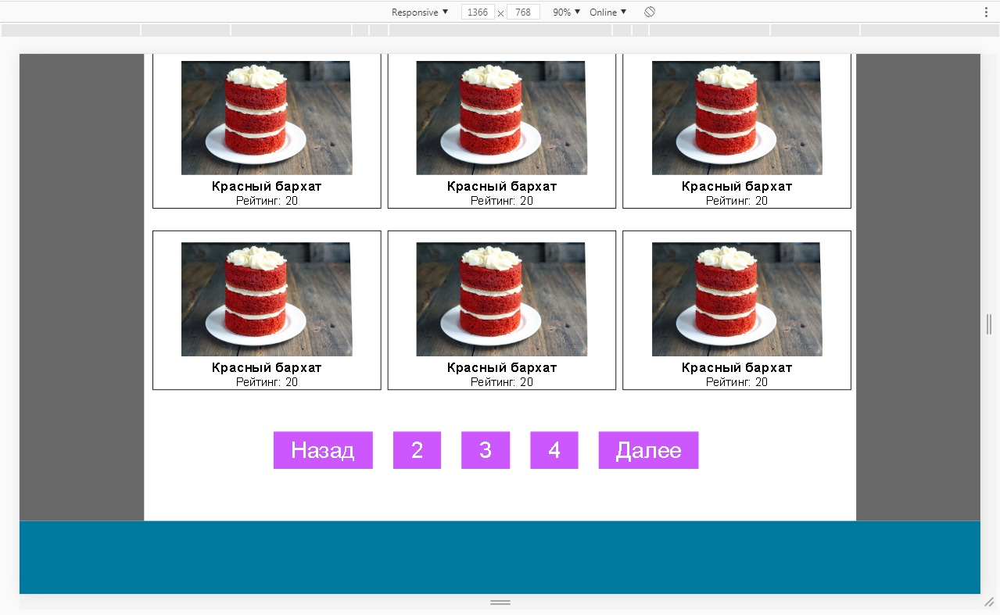 Responsive ▼ 1366 × 768 90% ▼ Online ▼
Красный бархат Красный бархат Красный бархат
Рейтинг: 20 Рейтинг: 20 Рейтинг: 20
Красный бархат Красный бархат Красный бархат
Рейтинг: 20 Рейтинг: 20 Рейтинг: 20
Назад 2 3 4 Далее